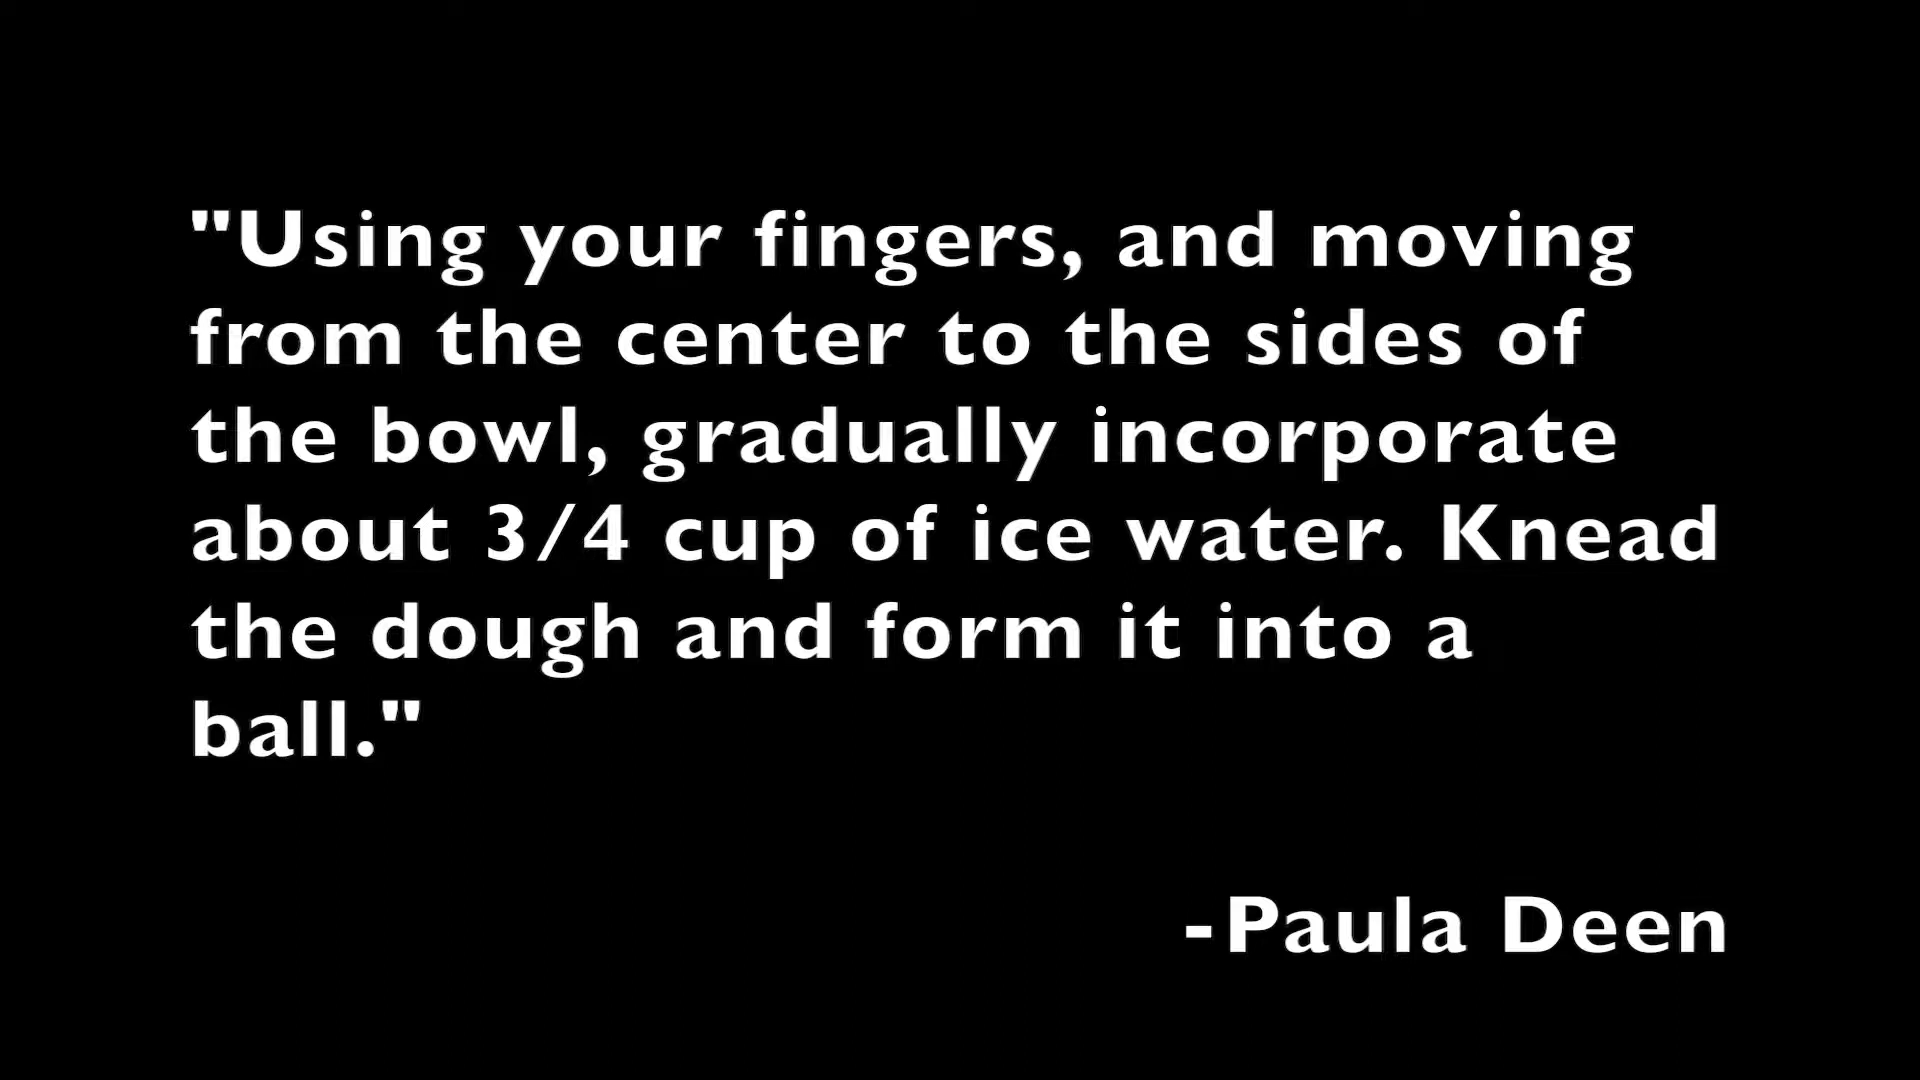 "Using your fingers, and moving
from the center to the sides of
the bowl, gradually incorporate
about 3/4 cup of ice water. Knead
the dough and form it into a
ball."
-Paula Deen